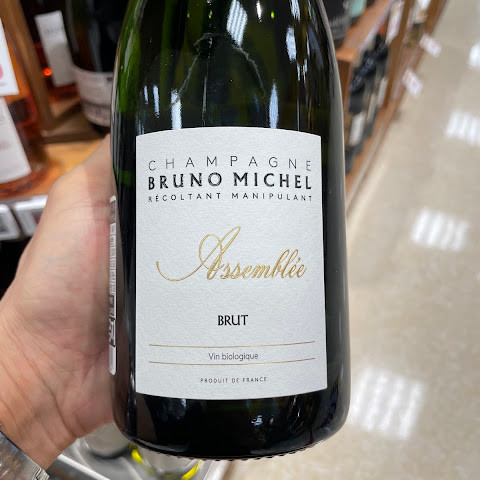 CHAMPAGNE
BRUNO MICHEL
RÉCOLTANT MANIPULANT
Assemblée
BRUT
Vin biologique
PRODUIT DE FRANCE